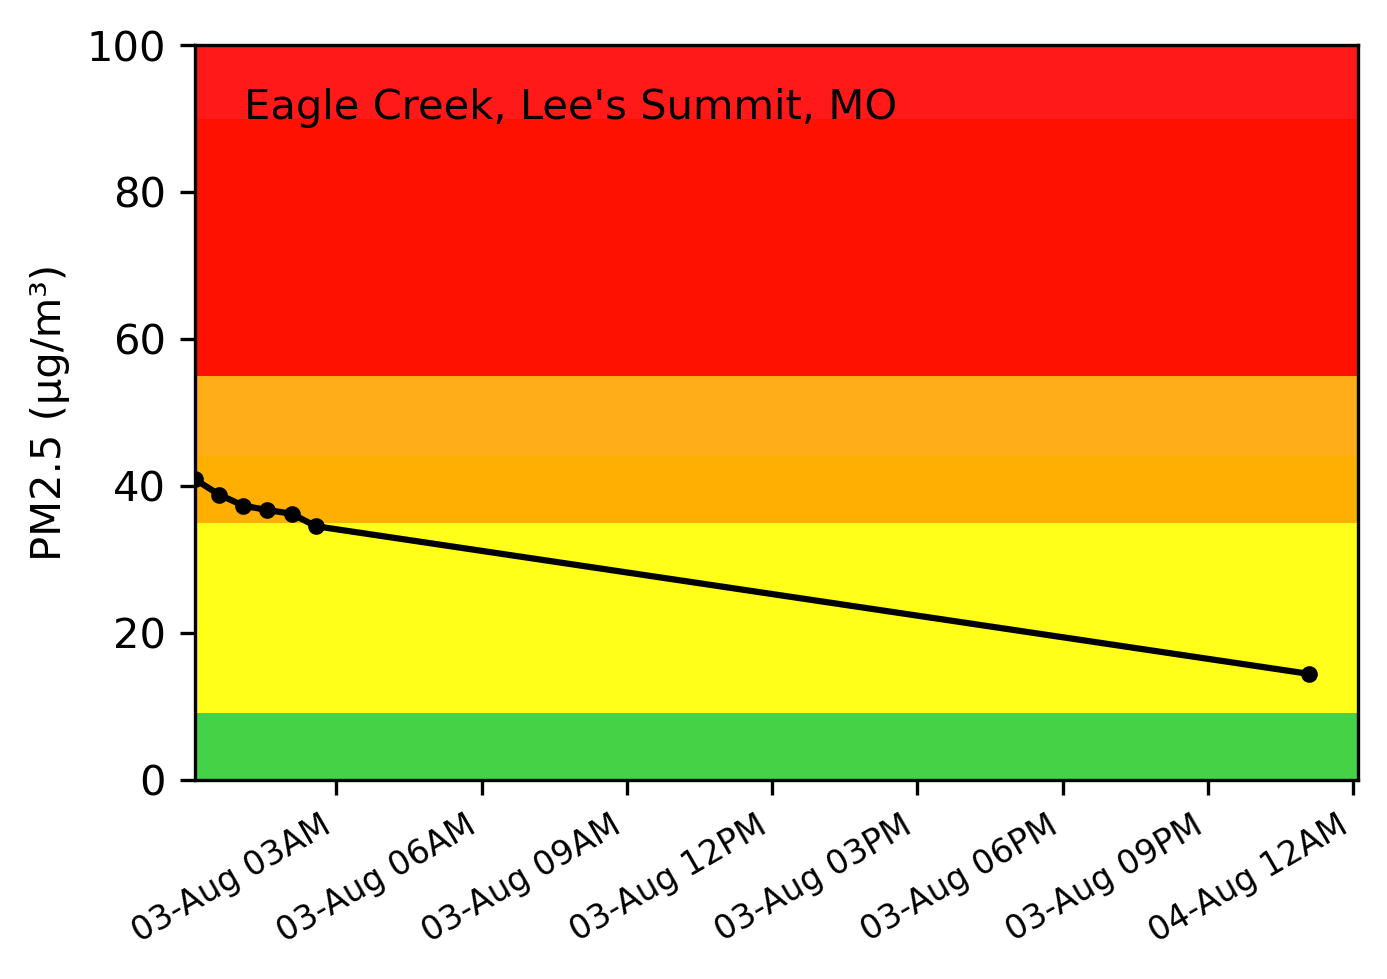 Eagle Creek, Lee's Summit, MO
PM2.5 (µg/m³)
100
80
60
40
20
0
03-Aug 03AM
03-Aug 06AM
03-Aug 09AM
03-Aug 12PM
03-Aug 03PM
03-Aug 06PM
03-Aug 09PM
04-Aug 12AM